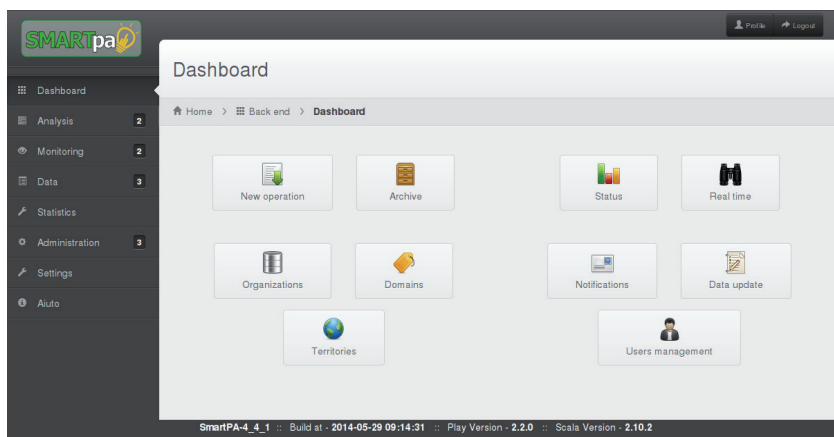 SMARTpa
Profile Logout
Dashboard
Dashboard
Analysis 2
Monitoring 2
Data 3
Statistics
Administration 3
Settings
Aiuto
Home > Back end > Dashboard
New operation
Archive
Status
Real time
Organizations
Domains
Notifications
Data update
Territories
Users management
SmartPA-4_4_1 :: Build at - 2014-05-29 09:14:31 :: Play Version - 2.2.0 :: Scala Version - 2.10.2